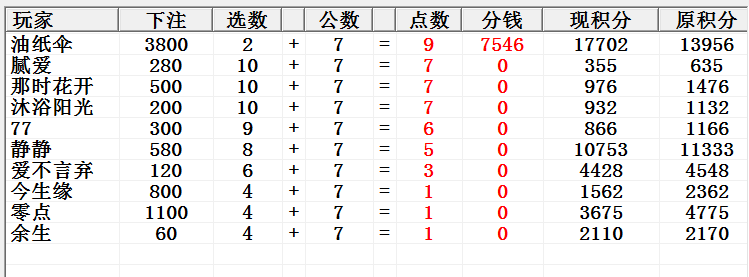 玩家 下注 选数 公数 点数 分钱 现积分 原积分
油纸伞 3800 2 + 7 = 9 7546 17702 13956
腻爱 280 10 + 7 = 7 0 355 635
那时花开 500 10 + 7 = 7 0 976 1476
沐浴阳光 200 10 + 7 = 7 0 932 1132
77 300 9 + 7 = 6 0 866 1166
静静 580 8 + 7 = 5 0 10753 11333
爱不言弃 120 6 + 7 = 3 0 4428 4548
今生缘 800 4 + 7 = 1 0 1562 2362
零点 1100 4 + 7 = 1 0 3675 4775
余生 60 4 + 7 = 1 0 2110 2170